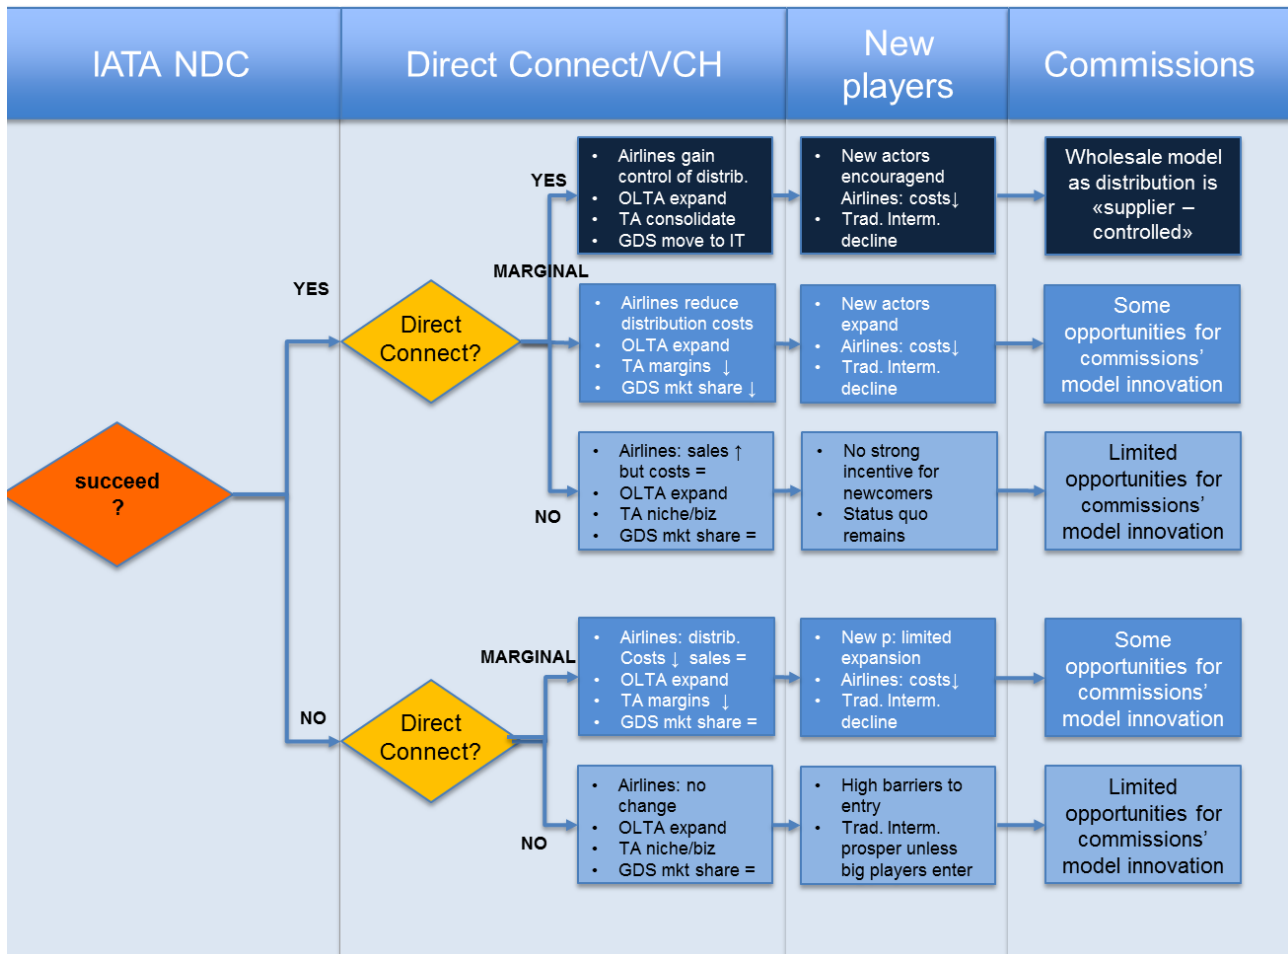 IATA NDC
Direct Connect/VCH
New
players
Commissions
succeed
?
YES
NO
Direct
Connect?
YES
MARGINAL
NO
• Airlines gain
control of distrib.
• OLTA expand
• TA consolidate
• GDS move to IT
• New actors
encouragend
Airlines: costs↓
• Trad. Interm.
decline
Wholesale model
as distribution is
«supplier –
controlled»
• Airlines reduce
distribution costs
• OLTA expand
• TA margins ↓
• GDS mkt share ↓
• New actors
expand
• Airlines: costs↓
• Trad. Interm.
decline
Some
opportunities for
commissions’
model innovation
• Airlines: sales ↑
but costs =
• OLTA expand
• TA niche/biz
• GDS mkt share =
• No strong
incentive for
newcomers
• Status quo
remains
Limited
opportunities for
commissions’
model innovation
Direct
Connect?
MARGINAL
NO
• Airlines: distrib.
Costs ↓ sales =
• OLTA expand
• TA margins ↓
• GDS mkt share =
• New p: limited
expansion
• Airlines: costs↓
• Trad. Interm.
decline
Some
opportunities for
commissions’
model innovation
• Airlines: no
change
• OLTA expand
• TA niche/biz
• GDS mkt share =
• High barriers to
entry
• Trad. Interm.
prosper unless
big players enter
Limited
opportunities for
commissions’
model innovation